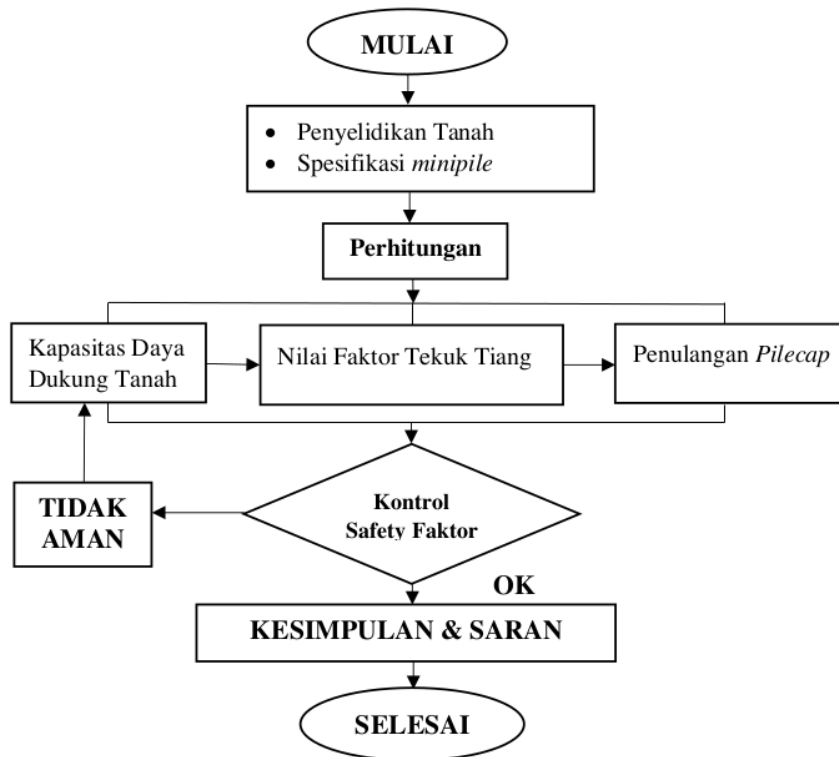 MULAI
• Penyelidikan Tanah
• Spesifikasi minipile
Perhitungan
Kapasitas Daya
Dukung Tanah
Nilai Faktor Tekuk Tiang
Penulangan Pilecap
Kontrol
Safety Faktor
TIDAK
AMAN
OK
KESIMPULAN & SARAN
SELESAI